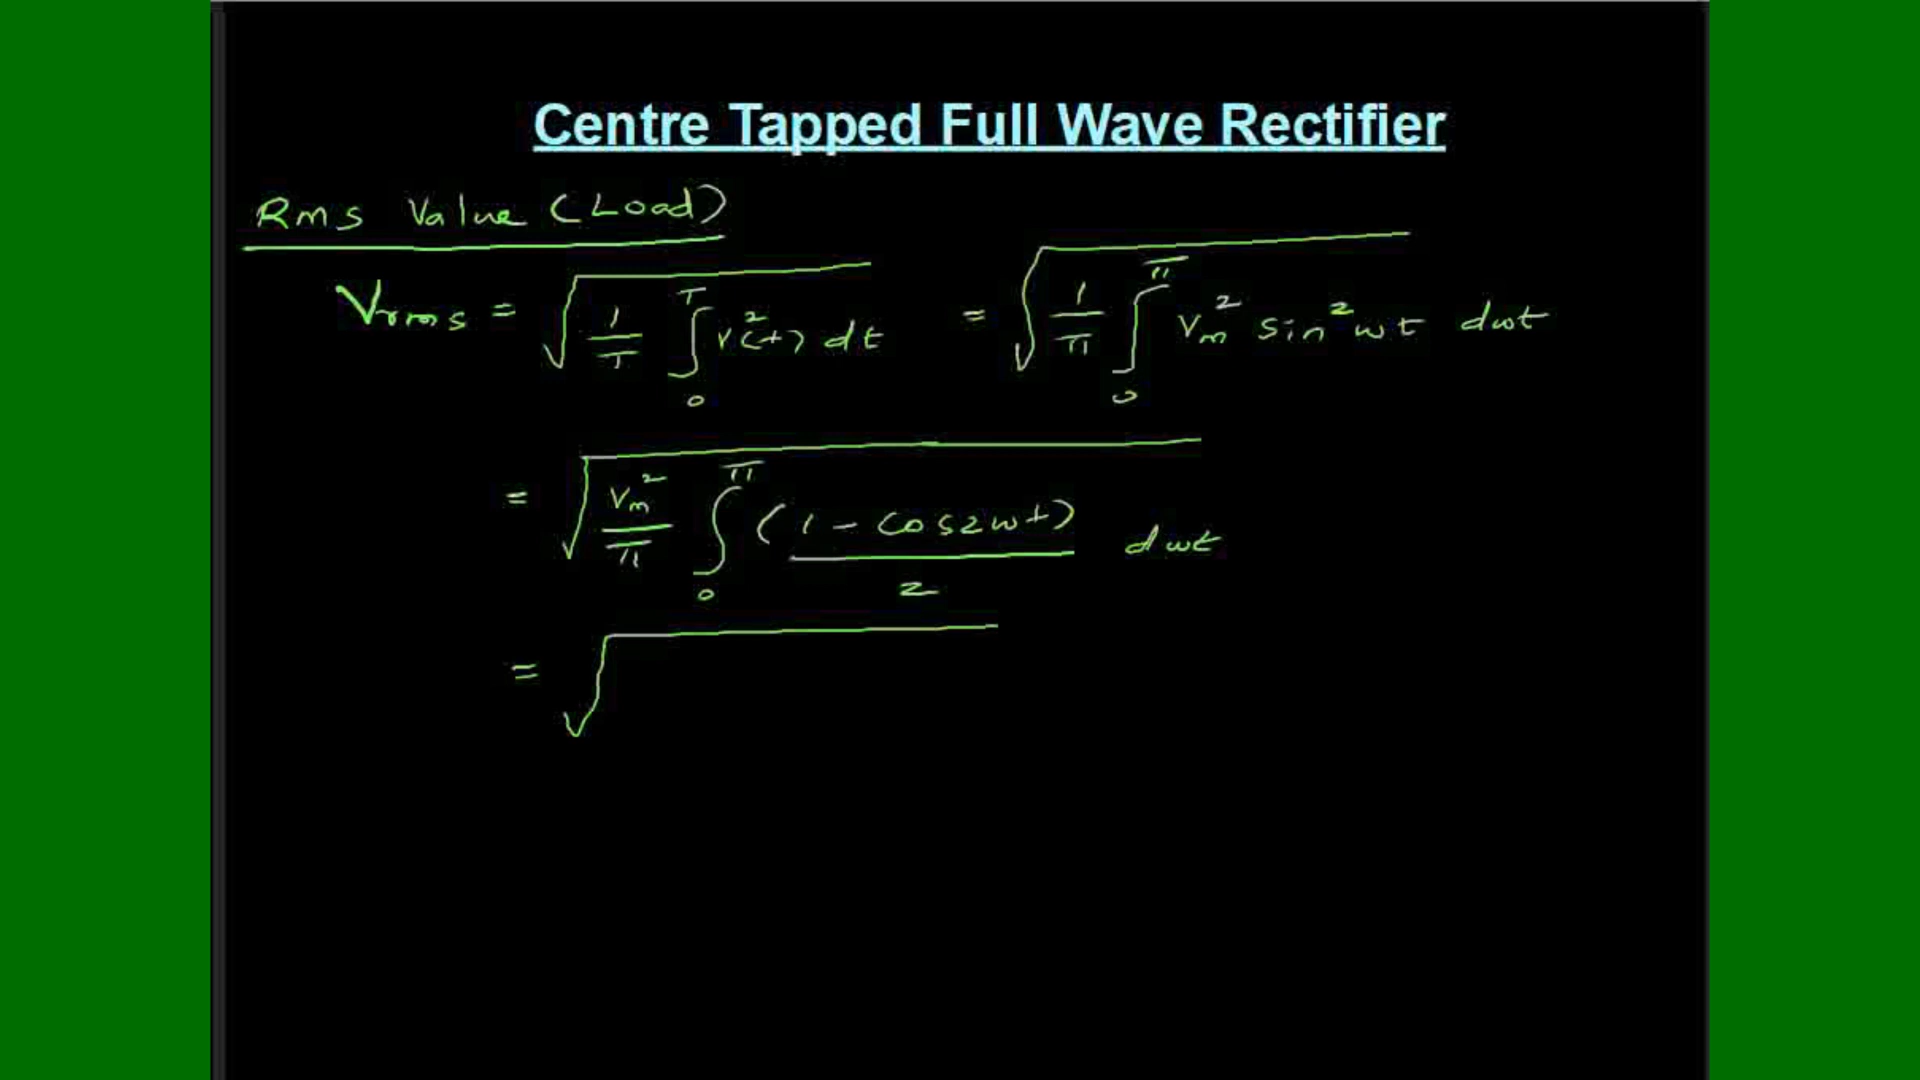 Centre Tapped Full Wave Rectifier
Rms Value (Load)
Vrms = √(1/T ∫₀ᵀ v²(t) dt) = √(1/π ∫₀^π Vm² sin²ωt dωt)
= √(Vm²/π ∫₀^π (1 - cos2ωt)/2 dωt)
= √